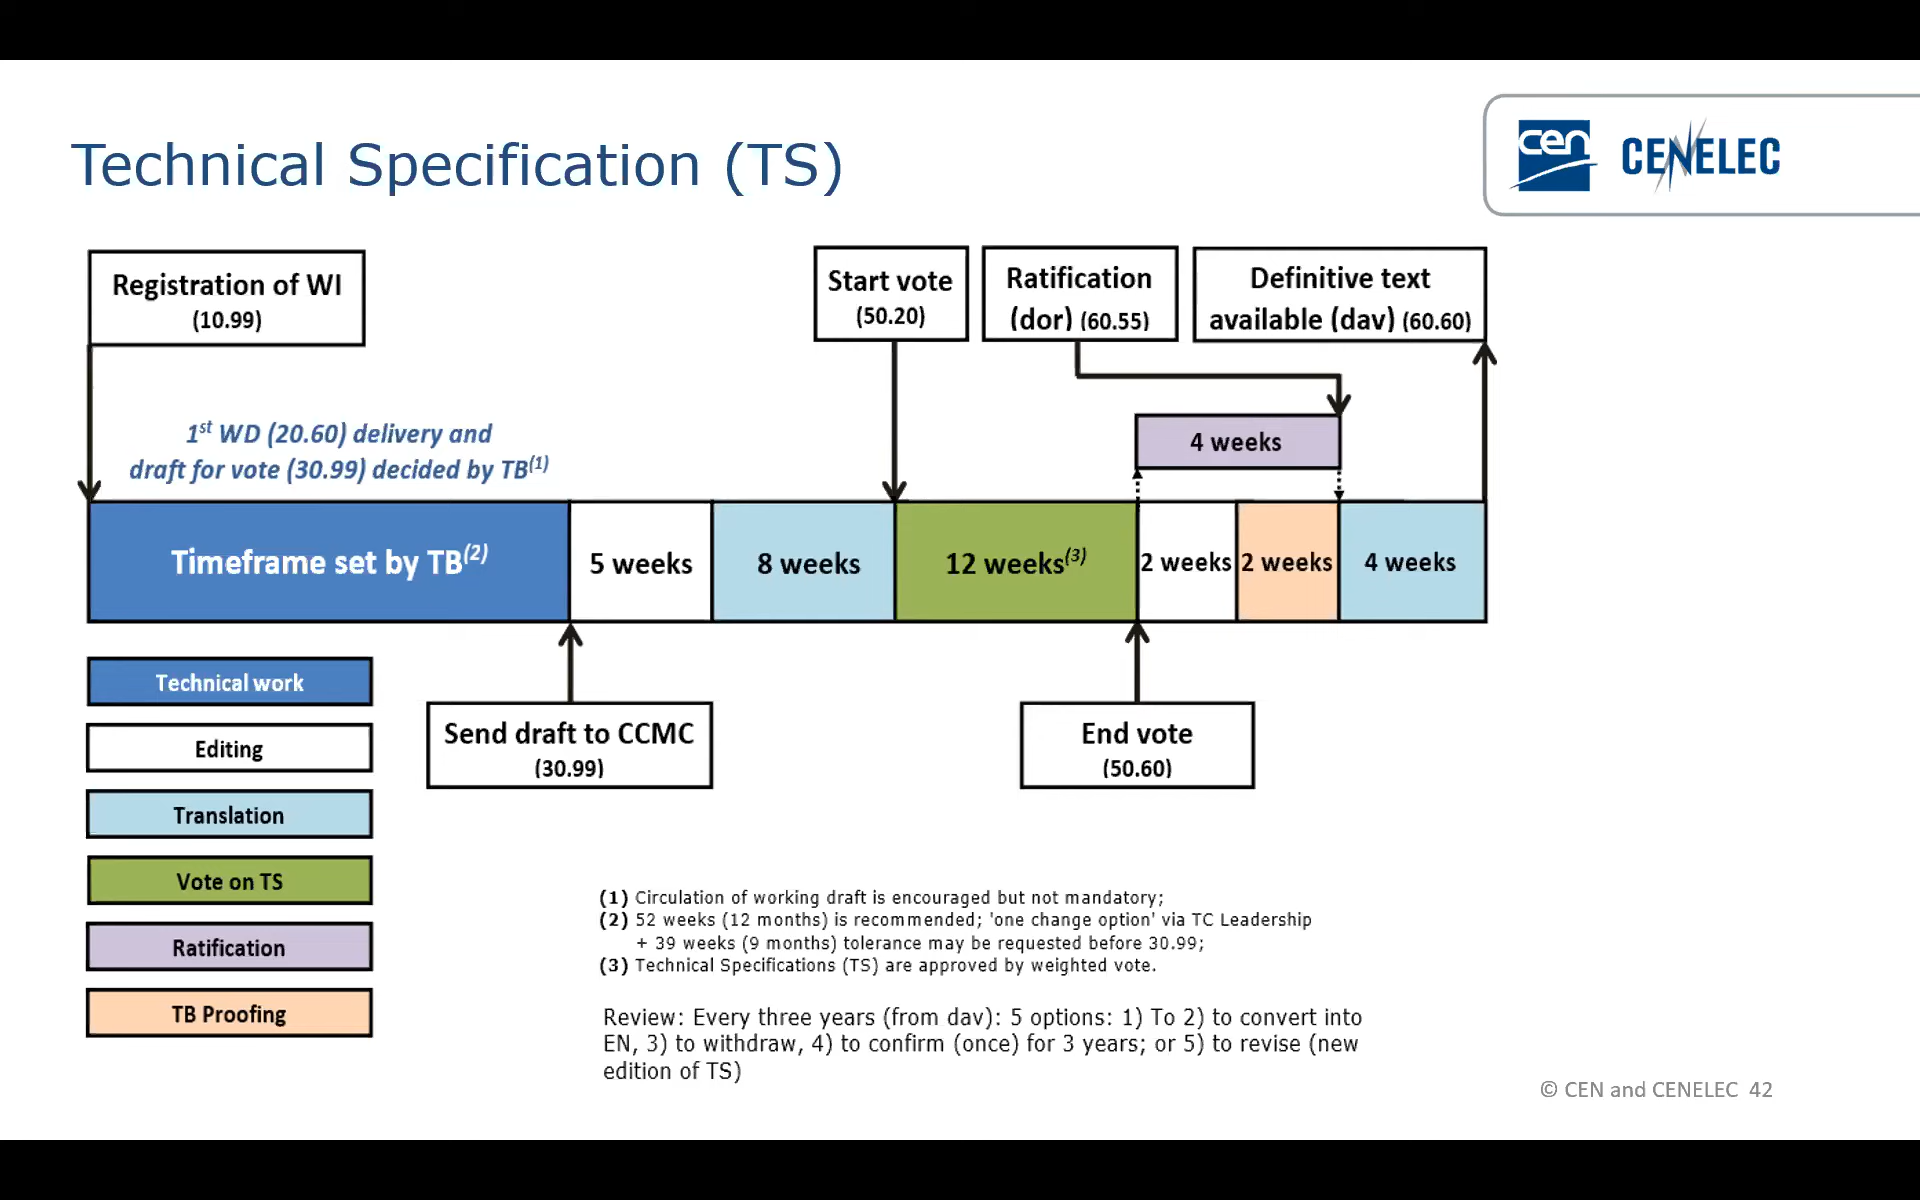 cen
CENELEC
Technical Specification (TS)
Registration of WI
(10.99)
Start vote
(50.20)
Ratification
(dor) (60.55)
Definitive text
available (dav) (60.60)
1st WD (20.60) delivery and
draft for vote (30.99) decided by TB(1)
4 weeks
Timeframe set by TB(2)
5 weeks
8 weeks
12 weeks(3)
2 weeks
2 weeks
4 weeks
Send draft to CCMC
(30.99)
End vote
(50.60)
Technical work
Editing
Translation
Vote on TS
Ratification
TB Proofing
(1) Circulation of working draft is encouraged but not mandatory;
(2) 52 weeks (12 months) is recommended; 'one change option' via TC Leadership
+ 39 weeks (9 months) tolerance may be requested before 30.99;
(3) Technical Specifications (TS) are approved by weighted vote.
Review: Every three years (from dav): 5 options: 1) To 2) to convert into
EN, 3) to withdraw, 4) to confirm (once) for 3 years; or 5) to revise (new
edition of TS)
© CEN and CENELEC 42